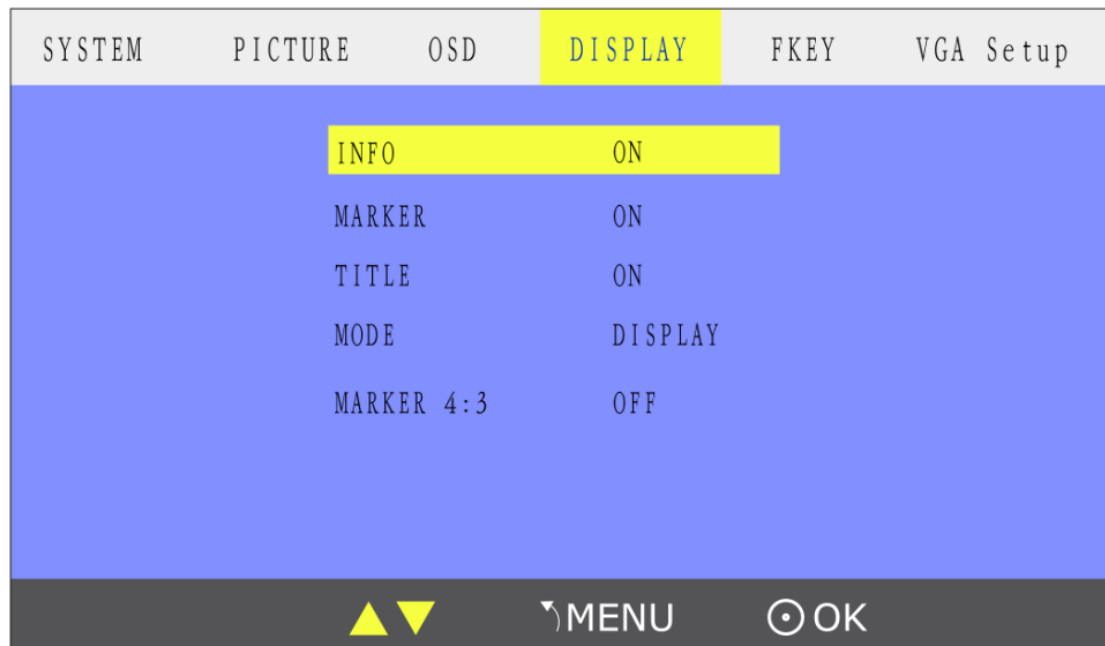 SYSTEM PICTURE OSD DISPLAY FKEY VGA Setup
INFO ON
MARKER ON
TITLE ON
MODE DISPLAY
MARKER 4:3 OFF
MENU OK